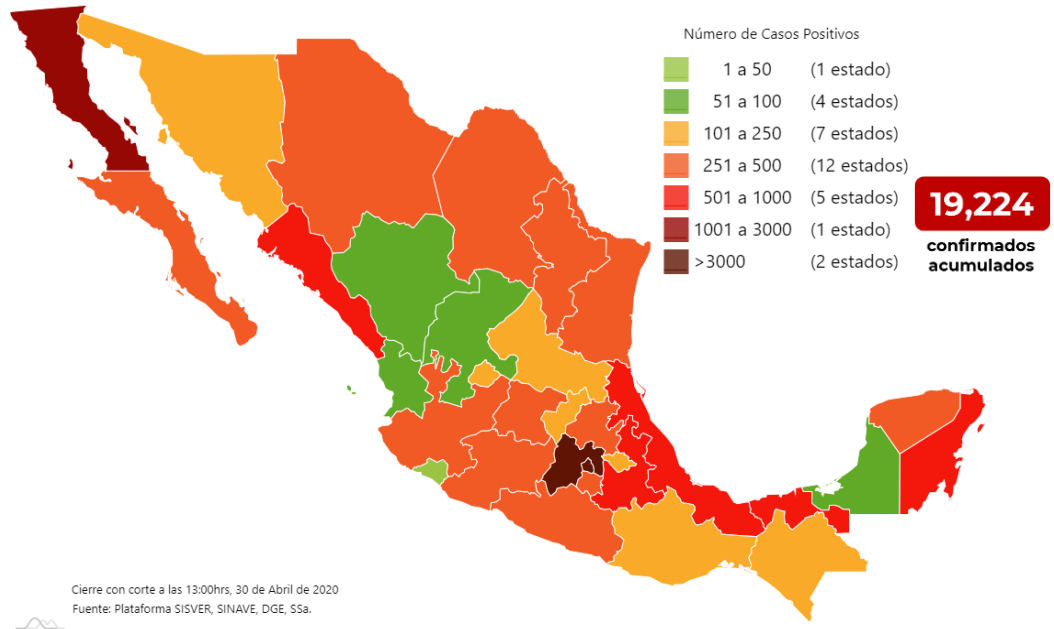 Número de Casos Positivos
1 a 50 (1 estado)
51 a 100 (4 estados)
101 a 250 (7 estados)
251 a 500 (12 estados)
501 a 1000 (5 estados)
1001 a 3000 (1 estado)
>3000 (2 estados)
19,224
confirmados
acumulados
Cierre con corte a las 13:00hrs, 30 de Abril de 2020
Fuente: Plataforma SISVER, SINAVE, DGE, SSa.